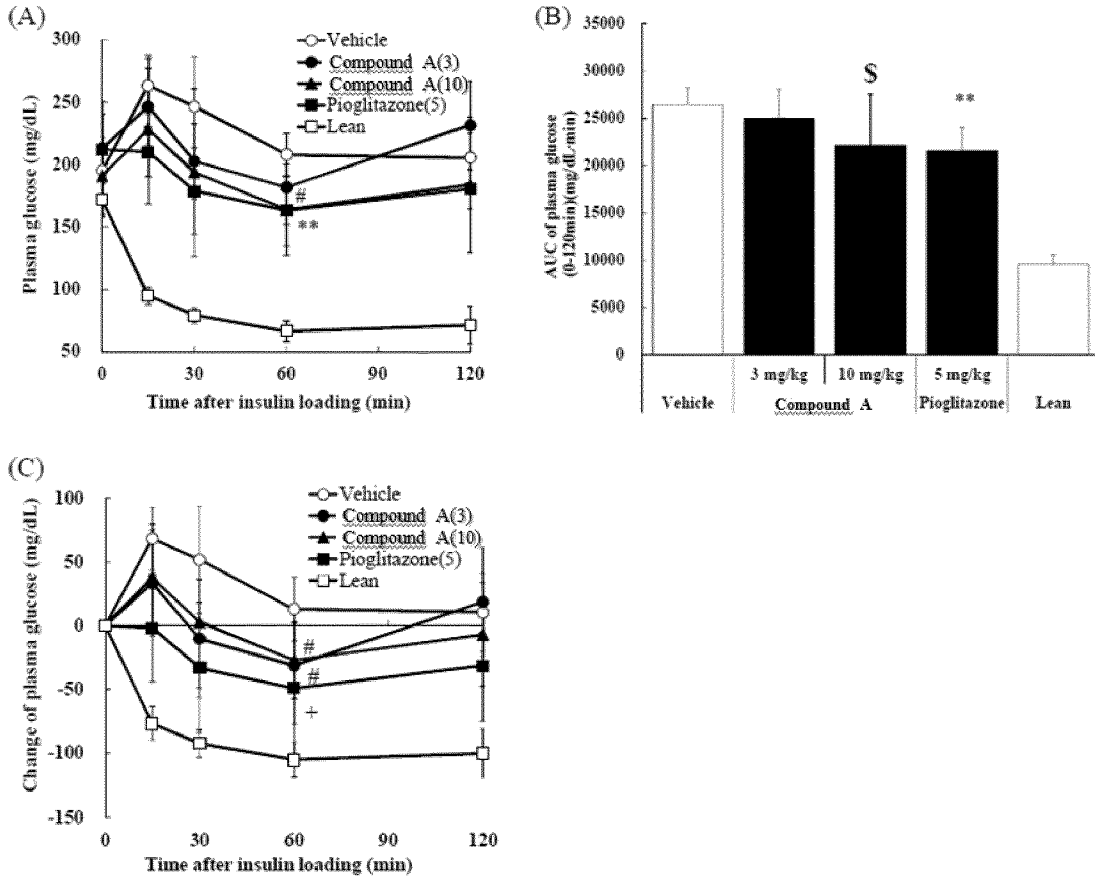 (A)
300
250
200
150
100
50
Plasma glucose (mg/dL)
Vehicle
Compound A(3)
Compound A(10)
Pioglitazone(5)
Lean
#
**
0
30
60
90
120
Time after insulin loading (min)
(B)
35000
30000
25000
20000
15000
10000
5000
0
AUC of plasma glucose
(0-120min)(mg/dL·min)
$
**
3 mg/kg
10 mg/kg
5 mg/kg
Vehicle
Compound A
Pioglitazone
Lean
(C)
100
50
0
-50
-100
-150
Change of plasma glucose (mg/dL)
Vehicle
Compound A(3)
Compound A(10)
Pioglitazone(5)
Lean
#
#
+
0
30
60
90
120
Time after insulin loading (min)